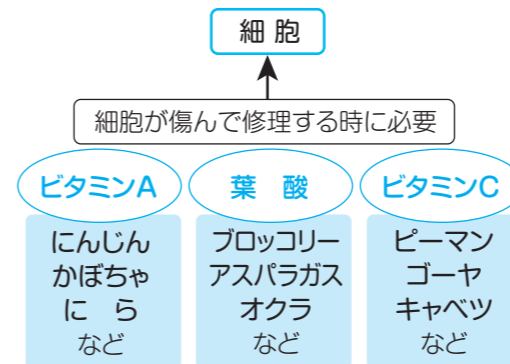 細胞
細胞が傷んで修理する時に必要
ビタミンA
にんじん
かぼちゃ
にら
など
葉酸
ブロッコリー
アスパラガス
オクラ
など
ビタミンC
ピーマン
ゴーヤ
キャベツ
など